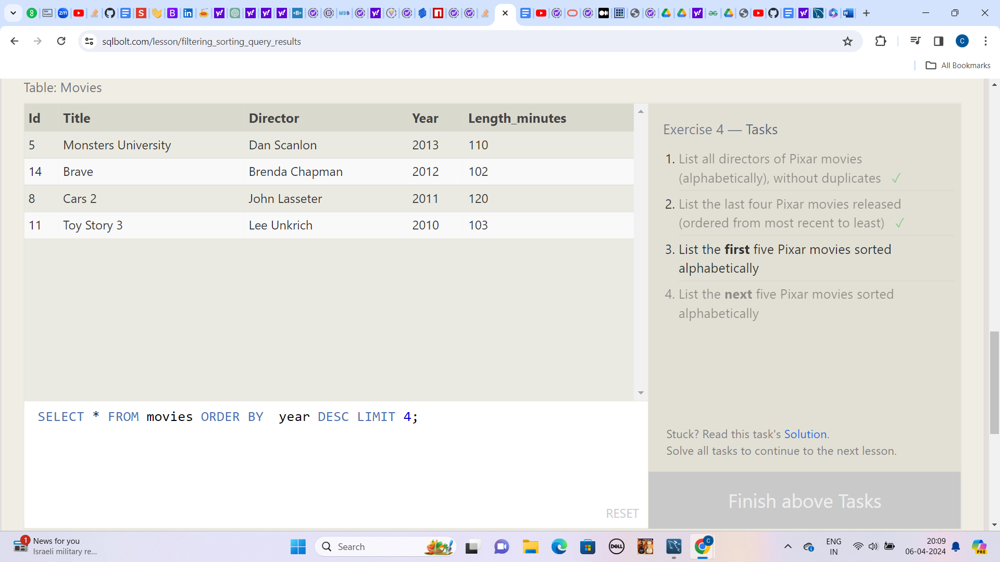 sqlbolt.com/lesson/filtering_sorting_query_results
All Bookmarks
Table: Movies
Id Title Director Year Length_minutes
5 Monsters University Dan Scanlon 2013 110
14 Brave Brenda Chapman 2012 102
8 Cars 2 John Lasseter 2011 120
11 Toy Story 3 Lee Unkrich 2010 103
SELECT * FROM movies ORDER BY  year DESC LIMIT 4;
RESET
Exercise 4 — Tasks
1. List all directors of Pixar movies
(alphabetically), without duplicates ✓
2. List the last four Pixar movies released
(ordered from most recent to least) ✓
3. List the first five Pixar movies sorted
alphabetically
4. List the next five Pixar movies sorted
alphabetically
Stuck? Read this task's Solution.
Solve all tasks to continue to the next lesson.
Finish above Tasks
1
News for you
Israeli military re...
Search
DELL
C
ENG
IN
20:09
06-04-2024
PRE